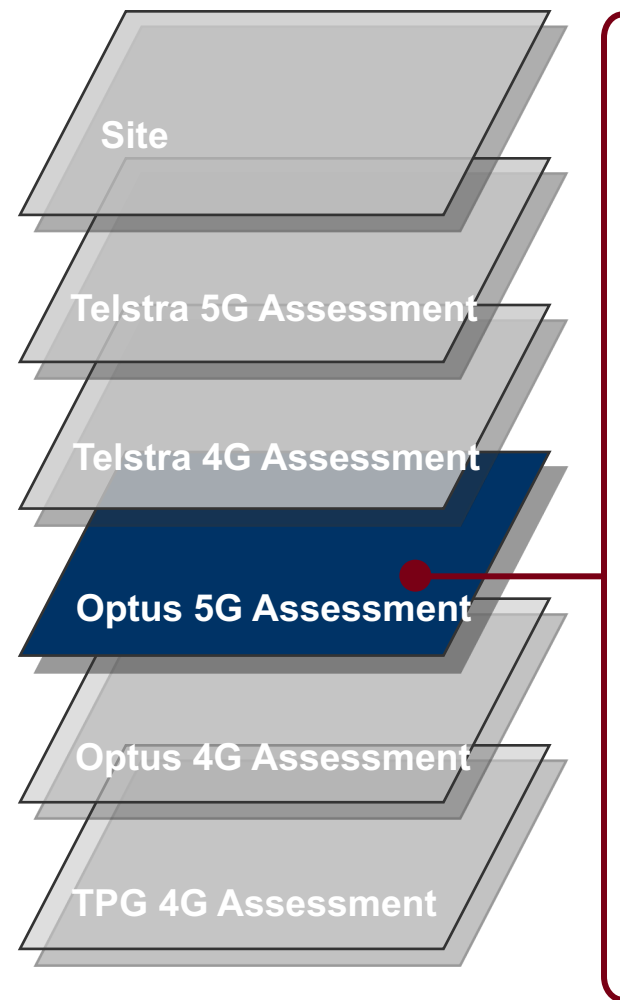 Site
Telstra 5G Assessment
Telstra 4G Assessment
Optus 5G Assessment
Optus 4G Assessment
TPG 4G Assessment